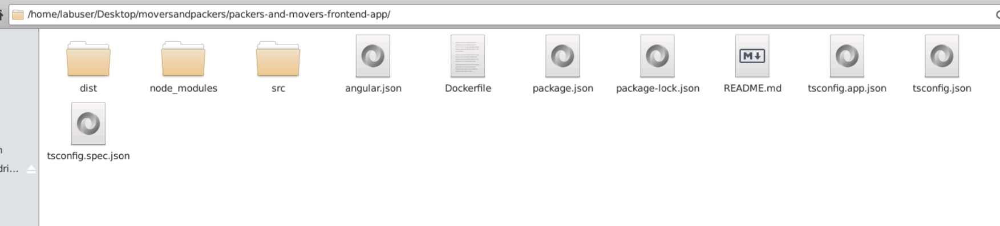 /home/labuser/Desktop/moversandpackers/packers-and-movers-frontend-app/
dist
node_modules
src
angular.json
Dockerfile
package.json
package-lock.json
README.md
tsconfig.app.json
tsconfig.json
tsconfig.spec.json
dri...